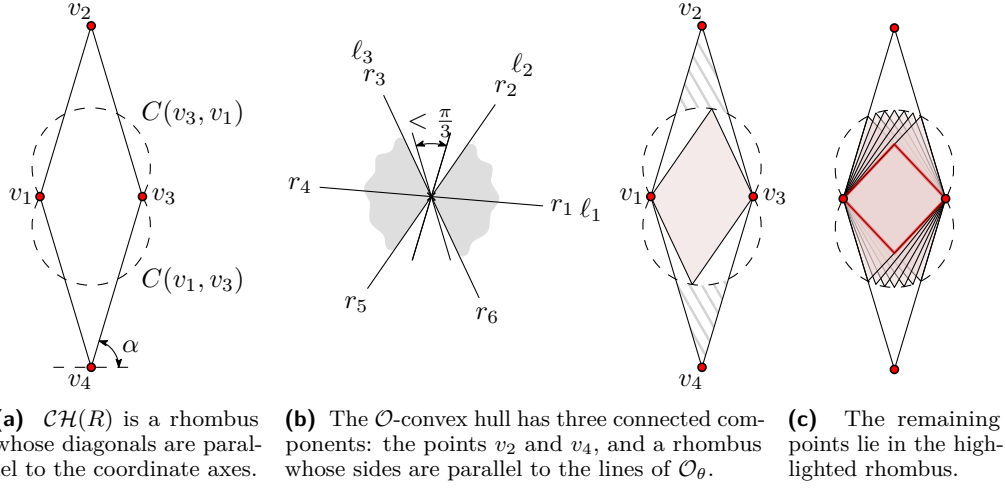 v₂
C(v₃, v₁)
v₁
v₃
C(v₁, v₃)
α
v₄
ℓ₃
r₃
ℓ₂
r₂
< π/3
r₄
r₁ ℓ₁
r₅
r₆
v₂
v₁
v₃
v₄
(a) 𝒞ℋ(R) is a rhombus
whose diagonals are paral-
lel to the coordinate axes.
(b) The 𝒪-convex hull has three connected com-
ponents: the points v₂ and v₄, and a rhombus
whose sides are parallel to the lines of 𝒪_θ.
(c) The remaining
points lie in the high-
lighted rhombus.